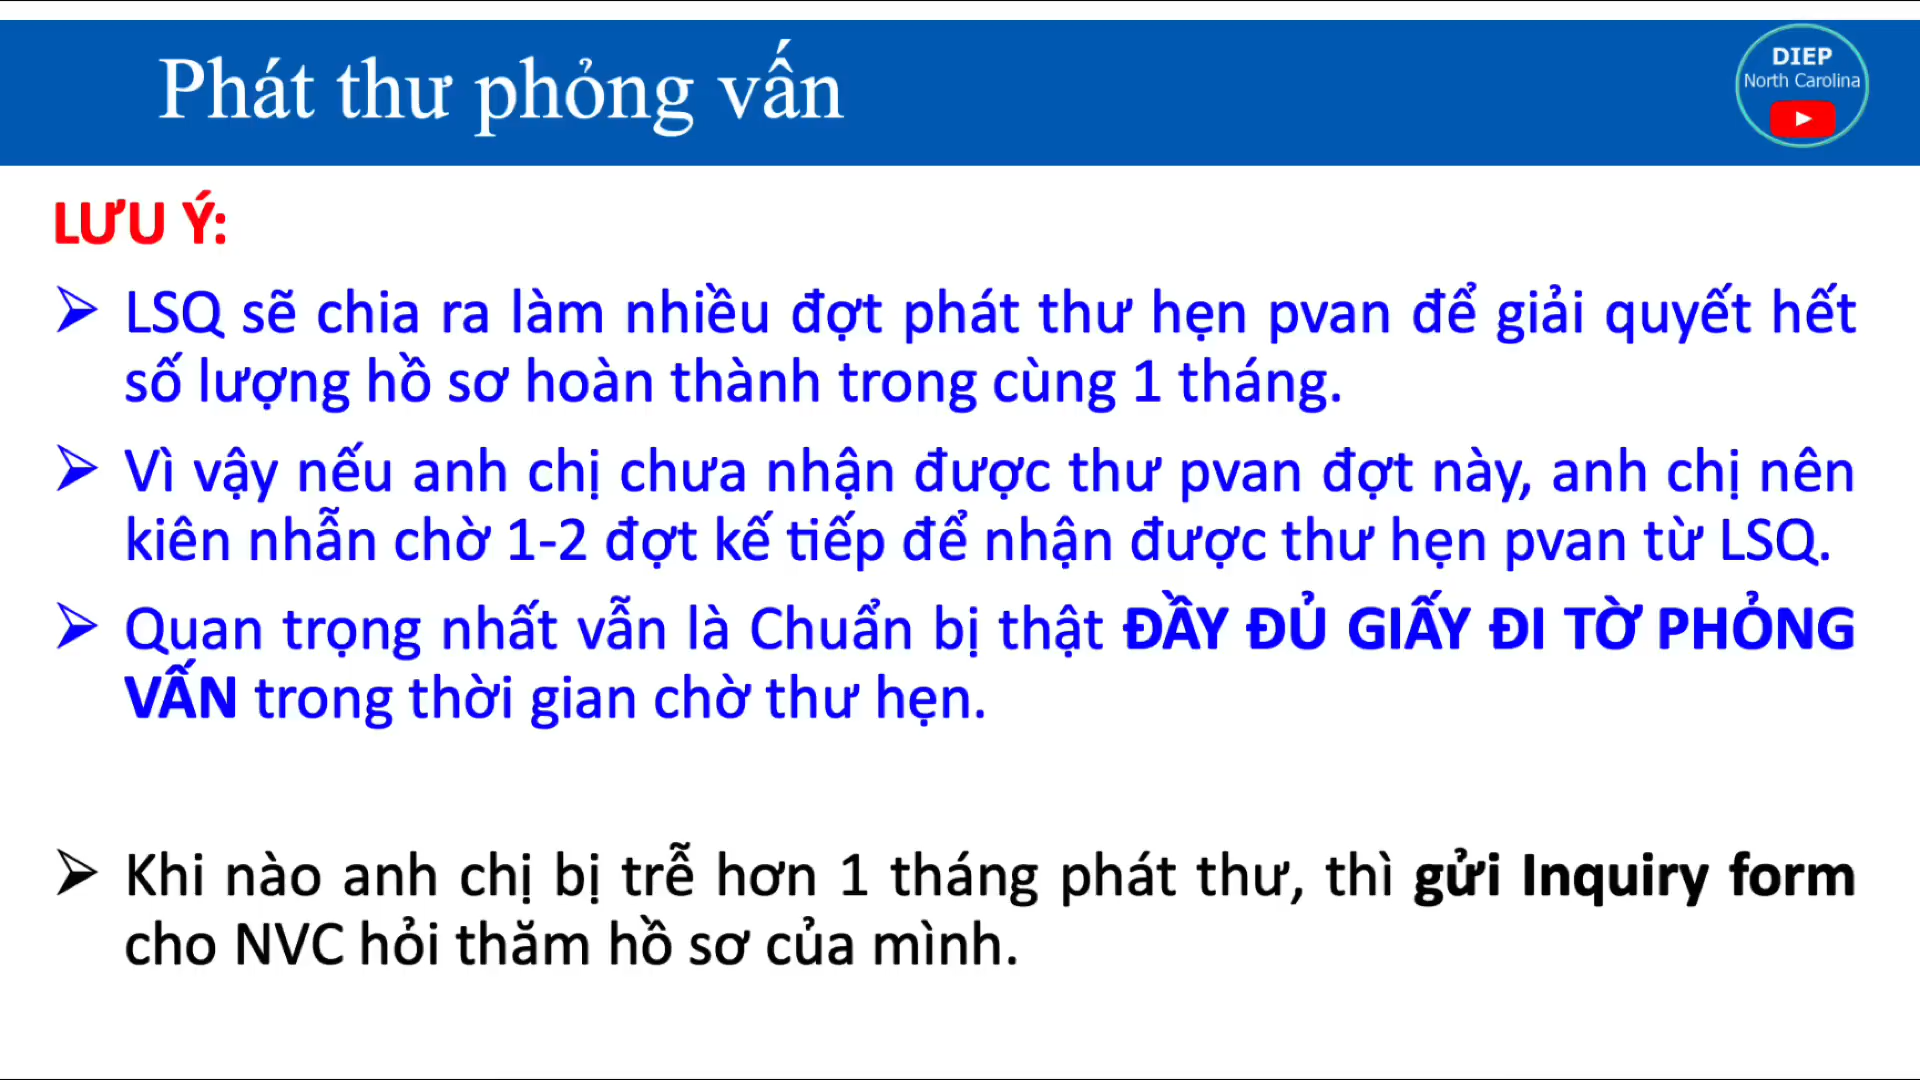 Phát thư phỏng vấn
DIEP
North Carolina
LƯU Ý:
LSQ sẽ chia ra làm nhiều đợt phát thư hẹn pvan để giải quyết hết
số lượng hồ sơ hoàn thành trong cùng 1 tháng.
Vì vậy nếu anh chị chưa nhận được thư pvan đợt này, anh chị nên
kiên nhẫn chờ 1-2 đợt kế tiếp để nhận được thư hẹn pvan từ LSQ.
Quan trọng nhất vẫn là Chuẩn bị thật ĐẦY ĐỦ GIẤY ĐI TỜ PHỎNG
VẤN trong thời gian chờ thư hẹn.
Khi nào anh chị bị trễ hơn 1 tháng phát thư, thì gửi Inquiry form
cho NVC hỏi thăm hồ sơ của mình.